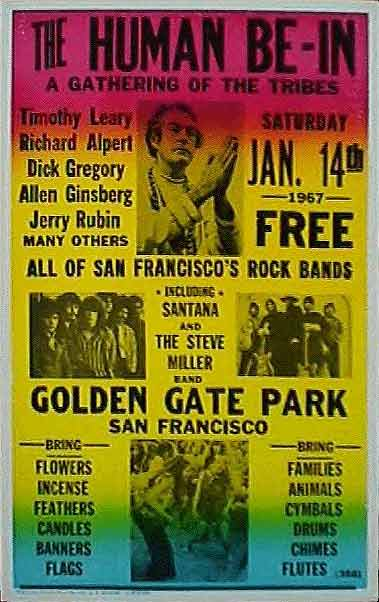 THE HUMAN BE-IN
A GATHERING OF THE TRIBES
Timothy Leary
Richard Alpert
Dick Gregory
Allen Ginsberg
Jerry Rubin
MANY OTHERS
SATURDAY
JAN. 14th
1967
FREE
ALL OF SAN FRANCISCO'S ROCK BANDS
• INCLUDING •
SANTANA
AND
THE STEVE
MILLER
BAND
GOLDEN GATE PARK
SAN FRANCISCO
BRING
FLOWERS
INCENSE
FEATHERS
CANDLES
BANNERS
FLAGS
BRING
FAMILIES
ANIMALS
CYMBALS
DRUMS
CHIMES
FLUTES